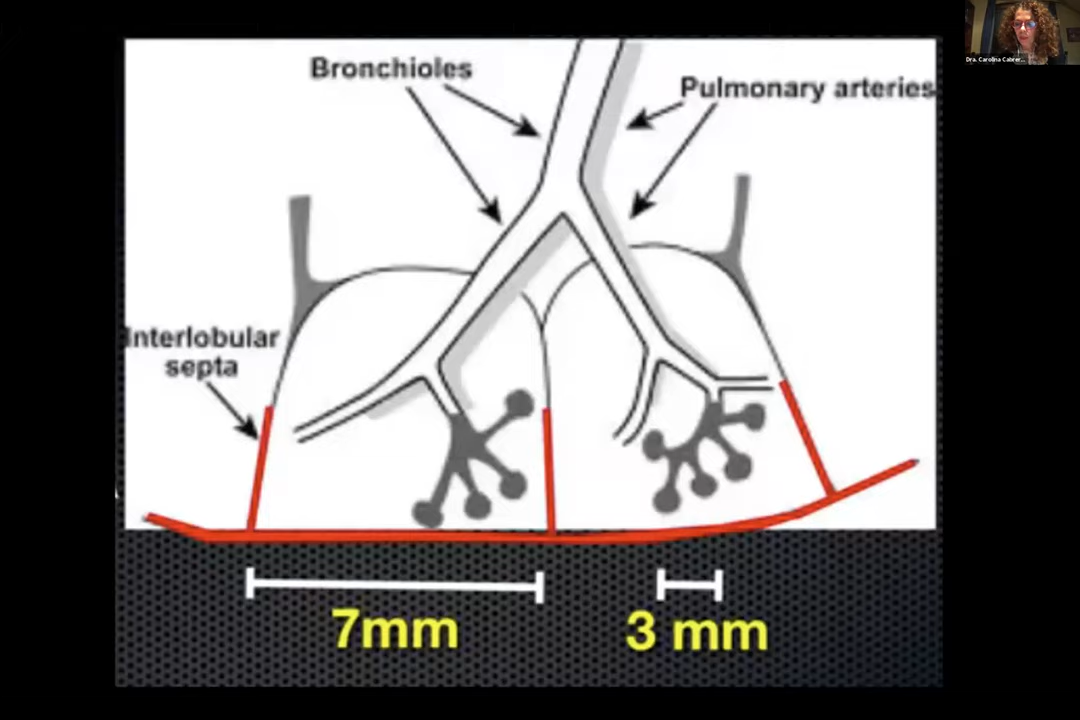 Bronchioles
Pulmonary arteries
Interlobular
septa
7mm
3 mm
Dra. Carolina Cabrer...